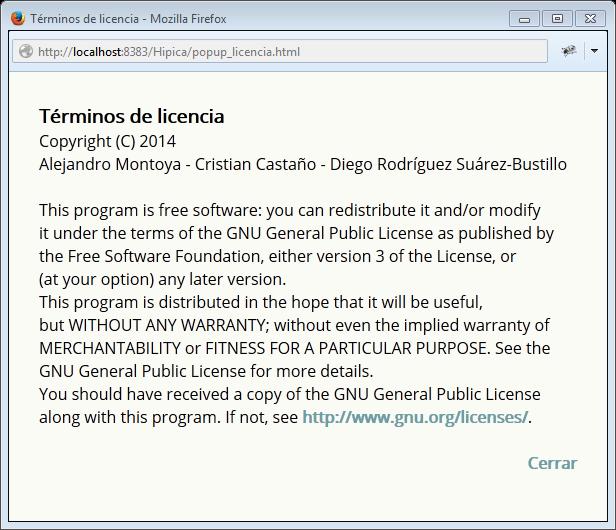 Términos de licencia - Mozilla Firefox
http://localhost:8383/Hipica/popup_licencia.html
Términos de licencia
Copyright (C) 2014
Alejandro Montoya - Cristian Castaño - Diego Rodríguez Suárez-Bustillo
This program is free software: you can redistribute it and/or modify
it under the terms of the GNU General Public License as published by
the Free Software Foundation, either version 3 of the License, or
(at your option) any later version.
This program is distributed in the hope that it will be useful,
but WITHOUT ANY WARRANTY; without even the implied warranty of
MERCHANTABILITY or FITNESS FOR A PARTICULAR PURPOSE. See the
GNU General Public License for more details.
You should have received a copy of the GNU General Public License
along with this program. If not, see http://www.gnu.org/licenses/.
Cerrar